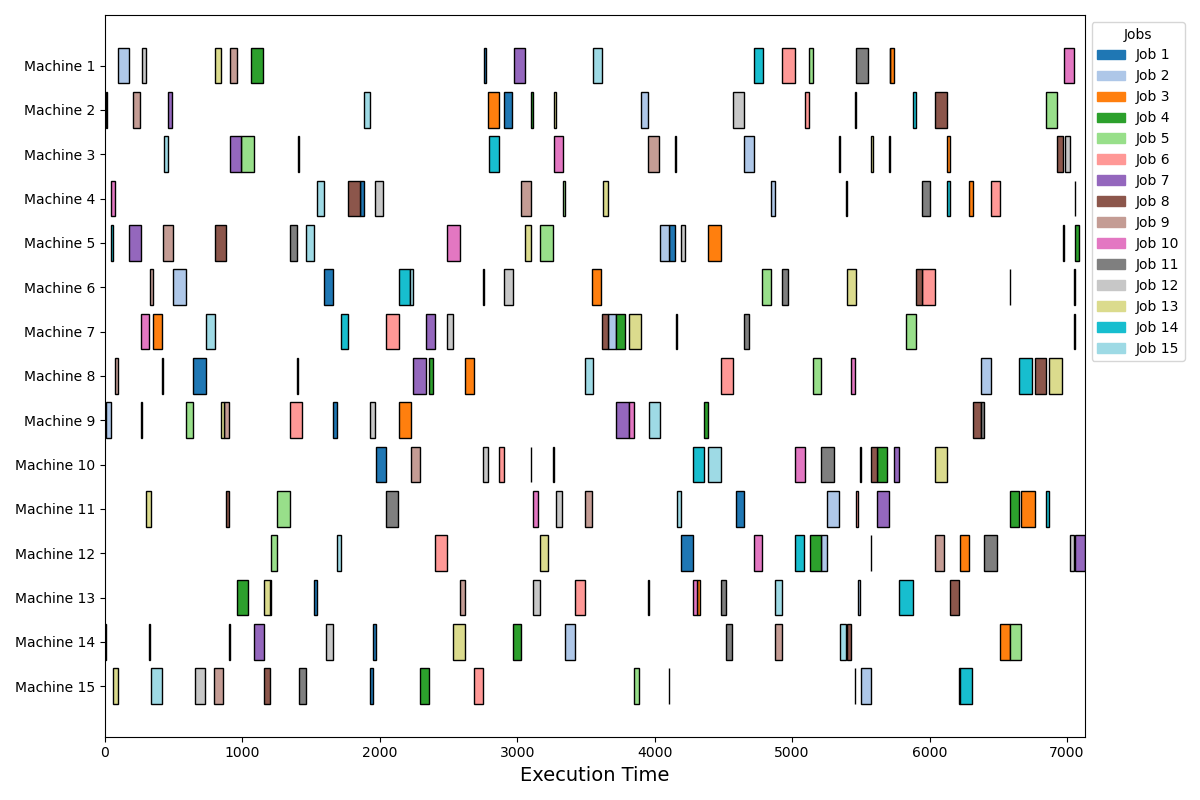 Machine 1
Machine 2
Machine 3
Machine 4
Machine 5
Machine 6
Machine 7
Machine 8
Machine 9
Machine 10
Machine 11
Machine 12
Machine 13
Machine 14
Machine 15
0 1000 2000 3000 4000 5000 6000 7000
Execution Time
Jobs
Job 1
Job 2
Job 3
Job 4
Job 5
Job 6
Job 7
Job 8
Job 9
Job 10
Job 11
Job 12
Job 13
Job 14
Job 15